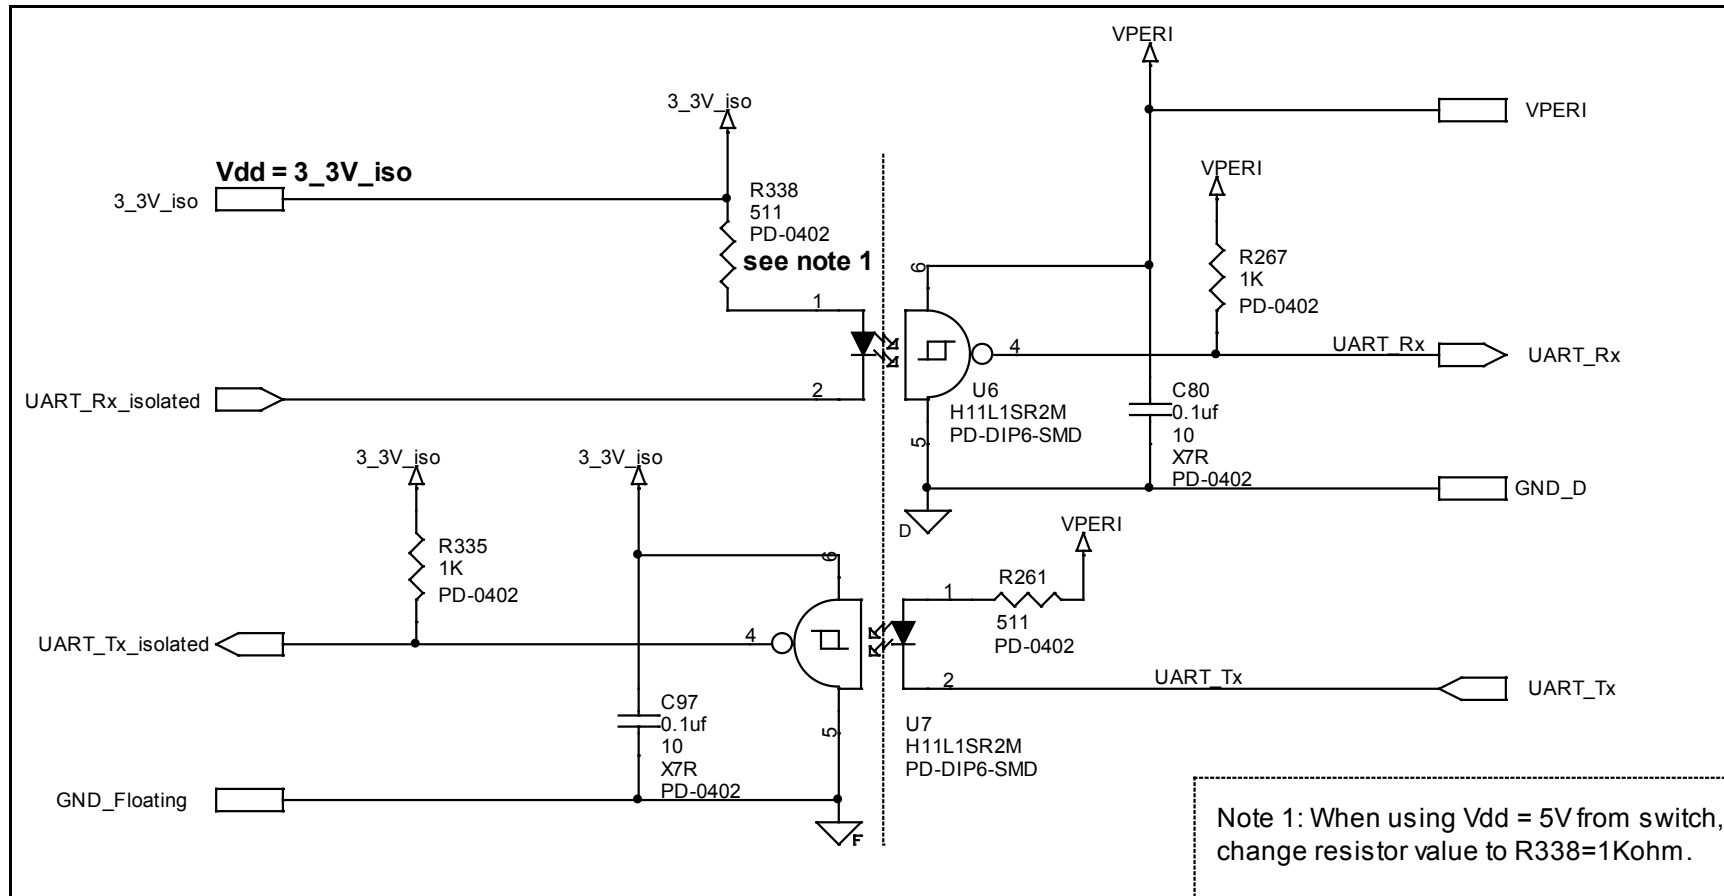 VPERI
VPERI
3_3V_iso
Vdd = 3_3V_iso
3_3V_iso
R338
511
PD-0402
see note 1
VPERI
R267
1K
PD-0402
6
1
4
UART_Rx
UART_Rx
UART_Rx_isolated
2
U6
H11L1SR2M
PD-DIP6-SMD
5
C80
0.1uf
10
X7R
PD-0402
GND_D
D
3_3V_iso
3_3V_iso
VPERI
R335
1K
PD-0402
6
1
R261
511
PD-0402
UART_Tx_isolated
4
2
UART_Tx
UART_Tx
C97
0.1uf
10
X7R
PD-0402
5
U7
H11L1SR2M
PD-DIP6-SMD
GND_Floating
F
Note 1: When using Vdd = 5V from switch,
change resistor value to R338=1Kohm.